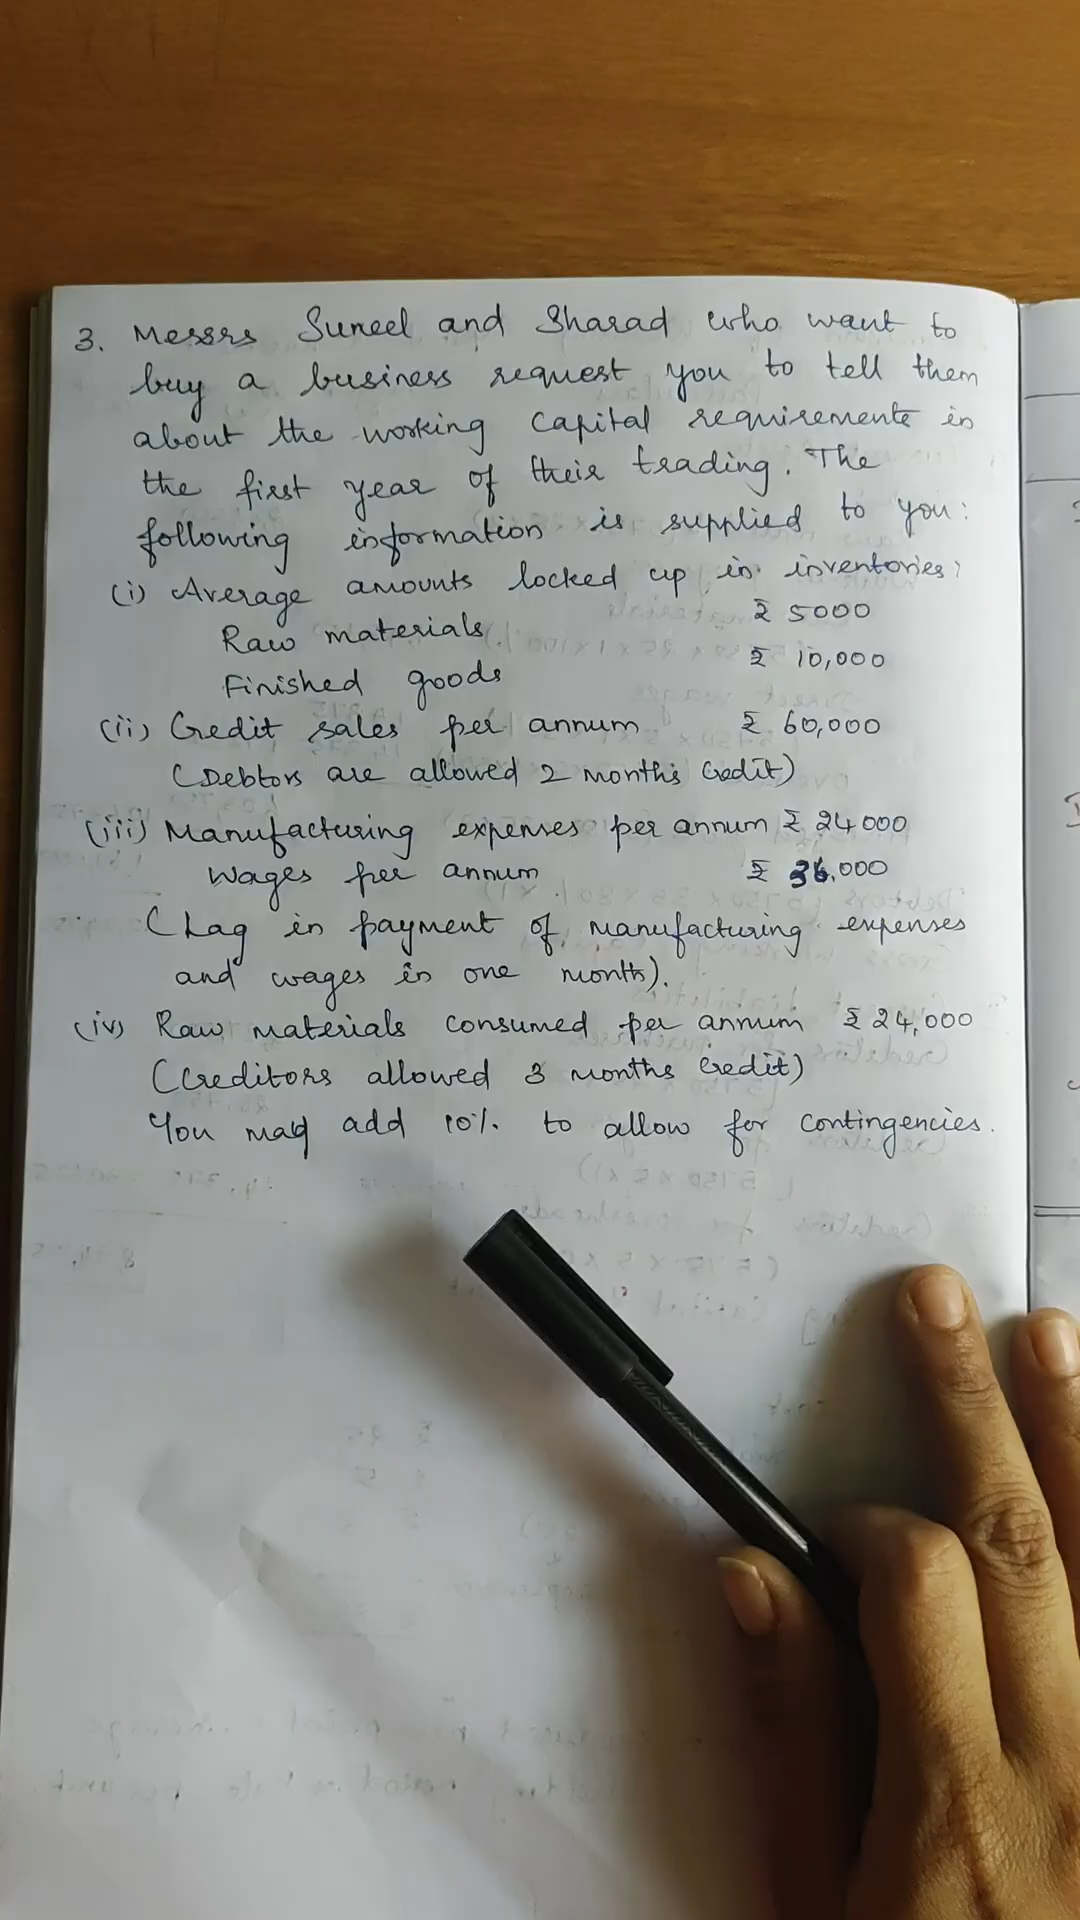 3. Messrs Suneel and Sharad who want to
buy a business request you to tell them
about the working capital requirements in
the first year of their trading. The
following information is supplied to you:
(i) Average amounts locked up in inventories:
Raw materials ₹ 5000
Finished goods ₹ 10,000
(ii) Credit sales per annum ₹ 60,000
(Debtors are allowed 2 months credit)
(iii) Manufacturing expenses per annum ₹ 24000
Wages per annum ₹ 36,000
(Lag in payment of manufacturing expenses
and wages is one month).
(iv) Raw materials consumed per annum ₹ 24,000
(Creditors allowed 3 months credit)
You may add 10% to allow for contingencies.